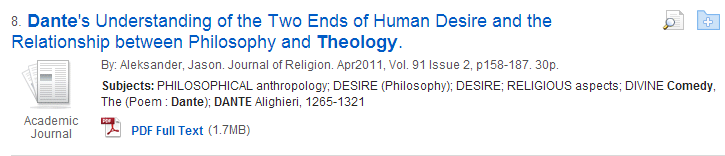 8. Dante's Understanding of the Two Ends of Human Desire and the
Relationship between Philosophy and Theology.
By: Aleksander, Jason. Journal of Religion. Apr2011, Vol. 91 Issue 2, p158-187. 30p.
Subjects: PHILOSOPHICAL anthropology; DESIRE (Philosophy); DESIRE; RELIGIOUS aspects; DIVINE Comedy,
The (Poem : Dante); DANTE Alighieri, 1265-1321
Academic
Journal
PDF Full Text (1.7MB)